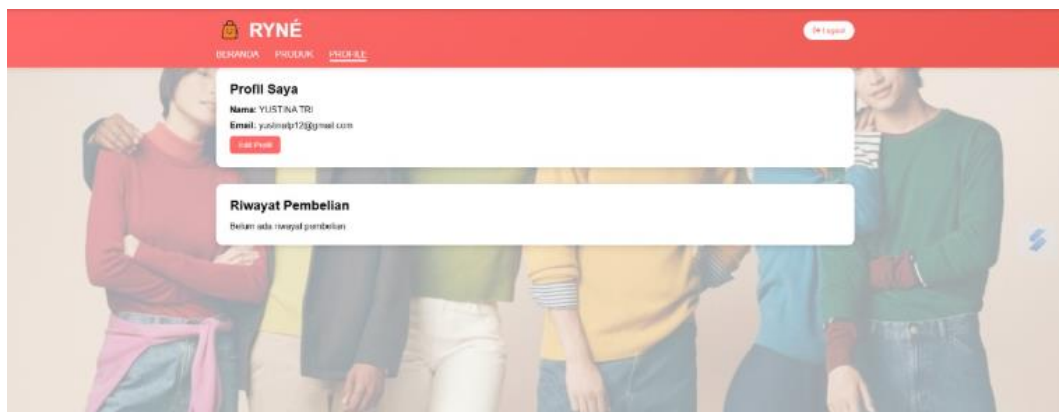 RYNÉ
Logout
BERANDA PRODUK PROFILE
Profil Saya
Nama: YUSTINA TRI
Email: yustinatp12@gmail.com
Edit Profil
Riwayat Pembelian
Belum ada riwayat pembelian